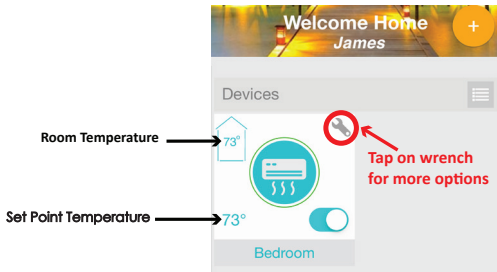 Welcome Home
James
+
Devices
Room Temperature
73°
Tap on wrench
for more options
Set Point Temperature
73°
Bedroom